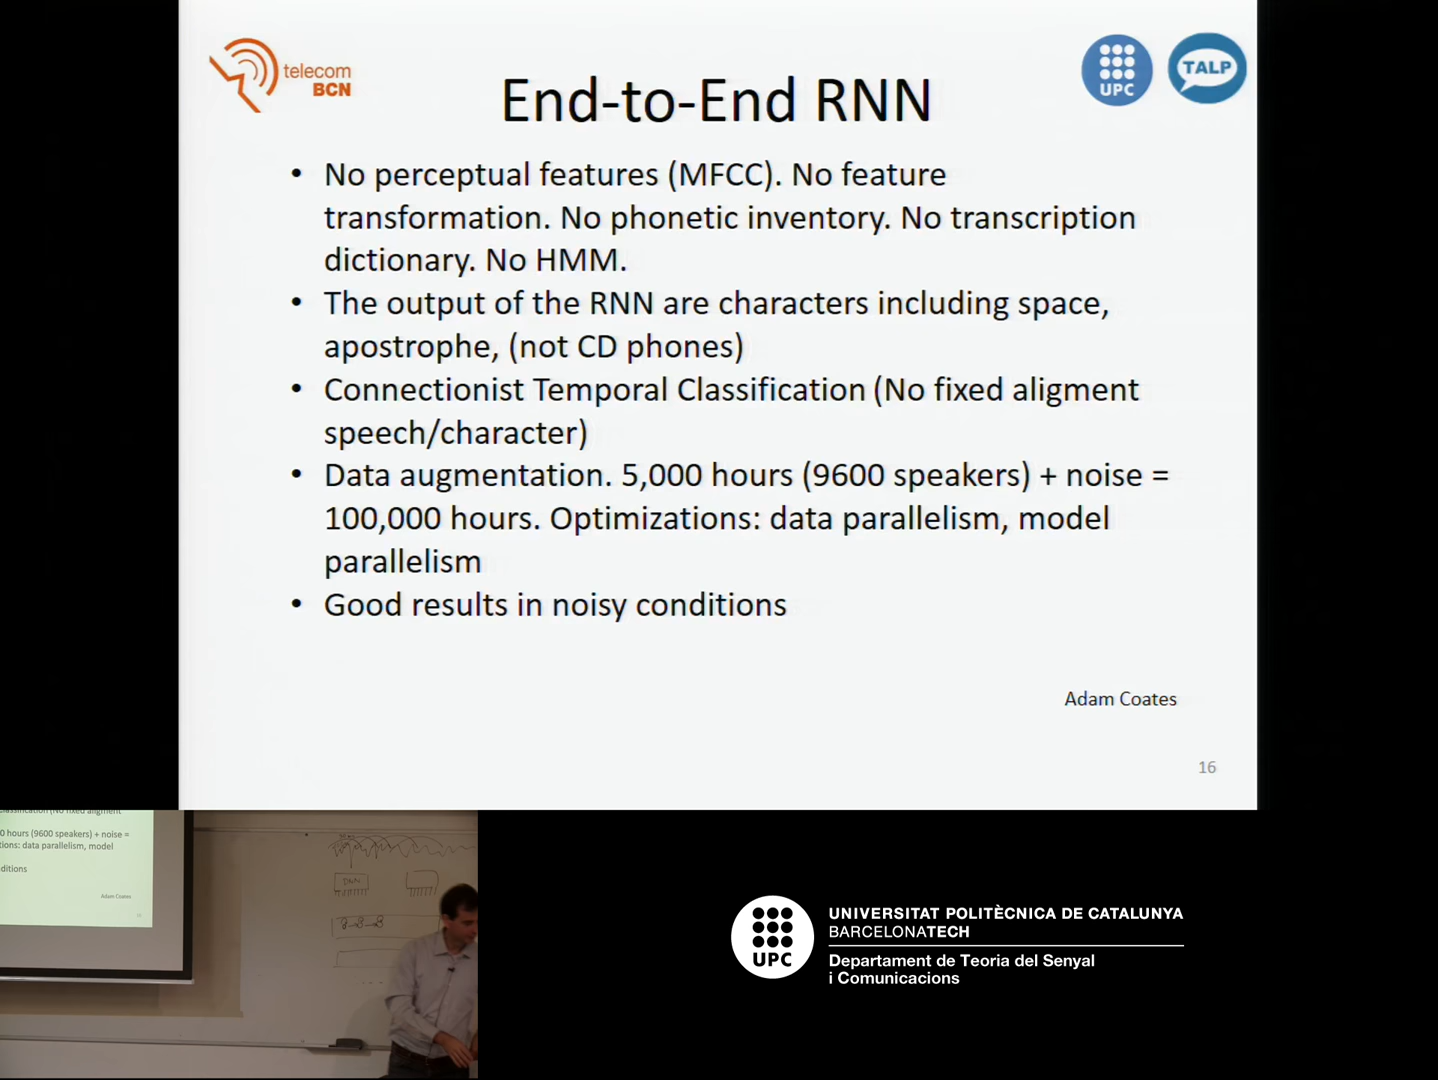 telecom
BCN
UPC
TALP
End-to-End RNN
• No perceptual features (MFCC). No feature
transformation. No phonetic inventory. No transcription
dictionary. No HMM.
• The output of the RNN are characters including space,
apostrophe, (not CD phones)
• Connectionist Temporal Classification (No fixed aligment
speech/character)
• Data augmentation. 5,000 hours (9600 speakers) + noise =
100,000 hours. Optimizations: data parallelism, model
parallelism
• Good results in noisy conditions
Adam Coates
16
0 hours (9600 speakers) + noise =
tions: data parallelism, model
ditions
Adam Coates
DNN
UPC
UNIVERSITAT POLITÈCNICA DE CATALUNYA
BARCELONATECH
Departament de Teoria del Senyal
i Comunicacions